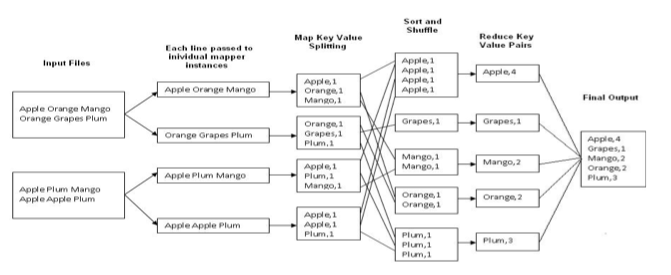 Input Files
Each line passed to
inividual mapper
instances
Map Key Value
Splitting
Sort and
Shuffle
Reduce Key
Value Pairs
Final Output
Apple Orange Mango
Orange Grapes Plum
Apple Plum Mango
Apple Apple Plum
Apple Orange Mango
Orange Grapes Plum
Apple Plum Mango
Apple Apple Plum
Apple,1
Orange,1
Mango,1
Orange,1
Grapes,1
Plum,1
Apple,1
Plum,1
Mango,1
Apple,1
Apple,1
Plum,1
Apple,1
Apple,1
Apple,1
Apple,1
Grapes,1
Mango,1
Mango,1
Orange,1
Orange,1
Plum,1
Plum,1
Plum,1
Apple,4
Grapes,1
Mango,2
Orange,2
Plum,3
Apple,4
Grapes,1
Mango,2
Orange,2
Plum,3